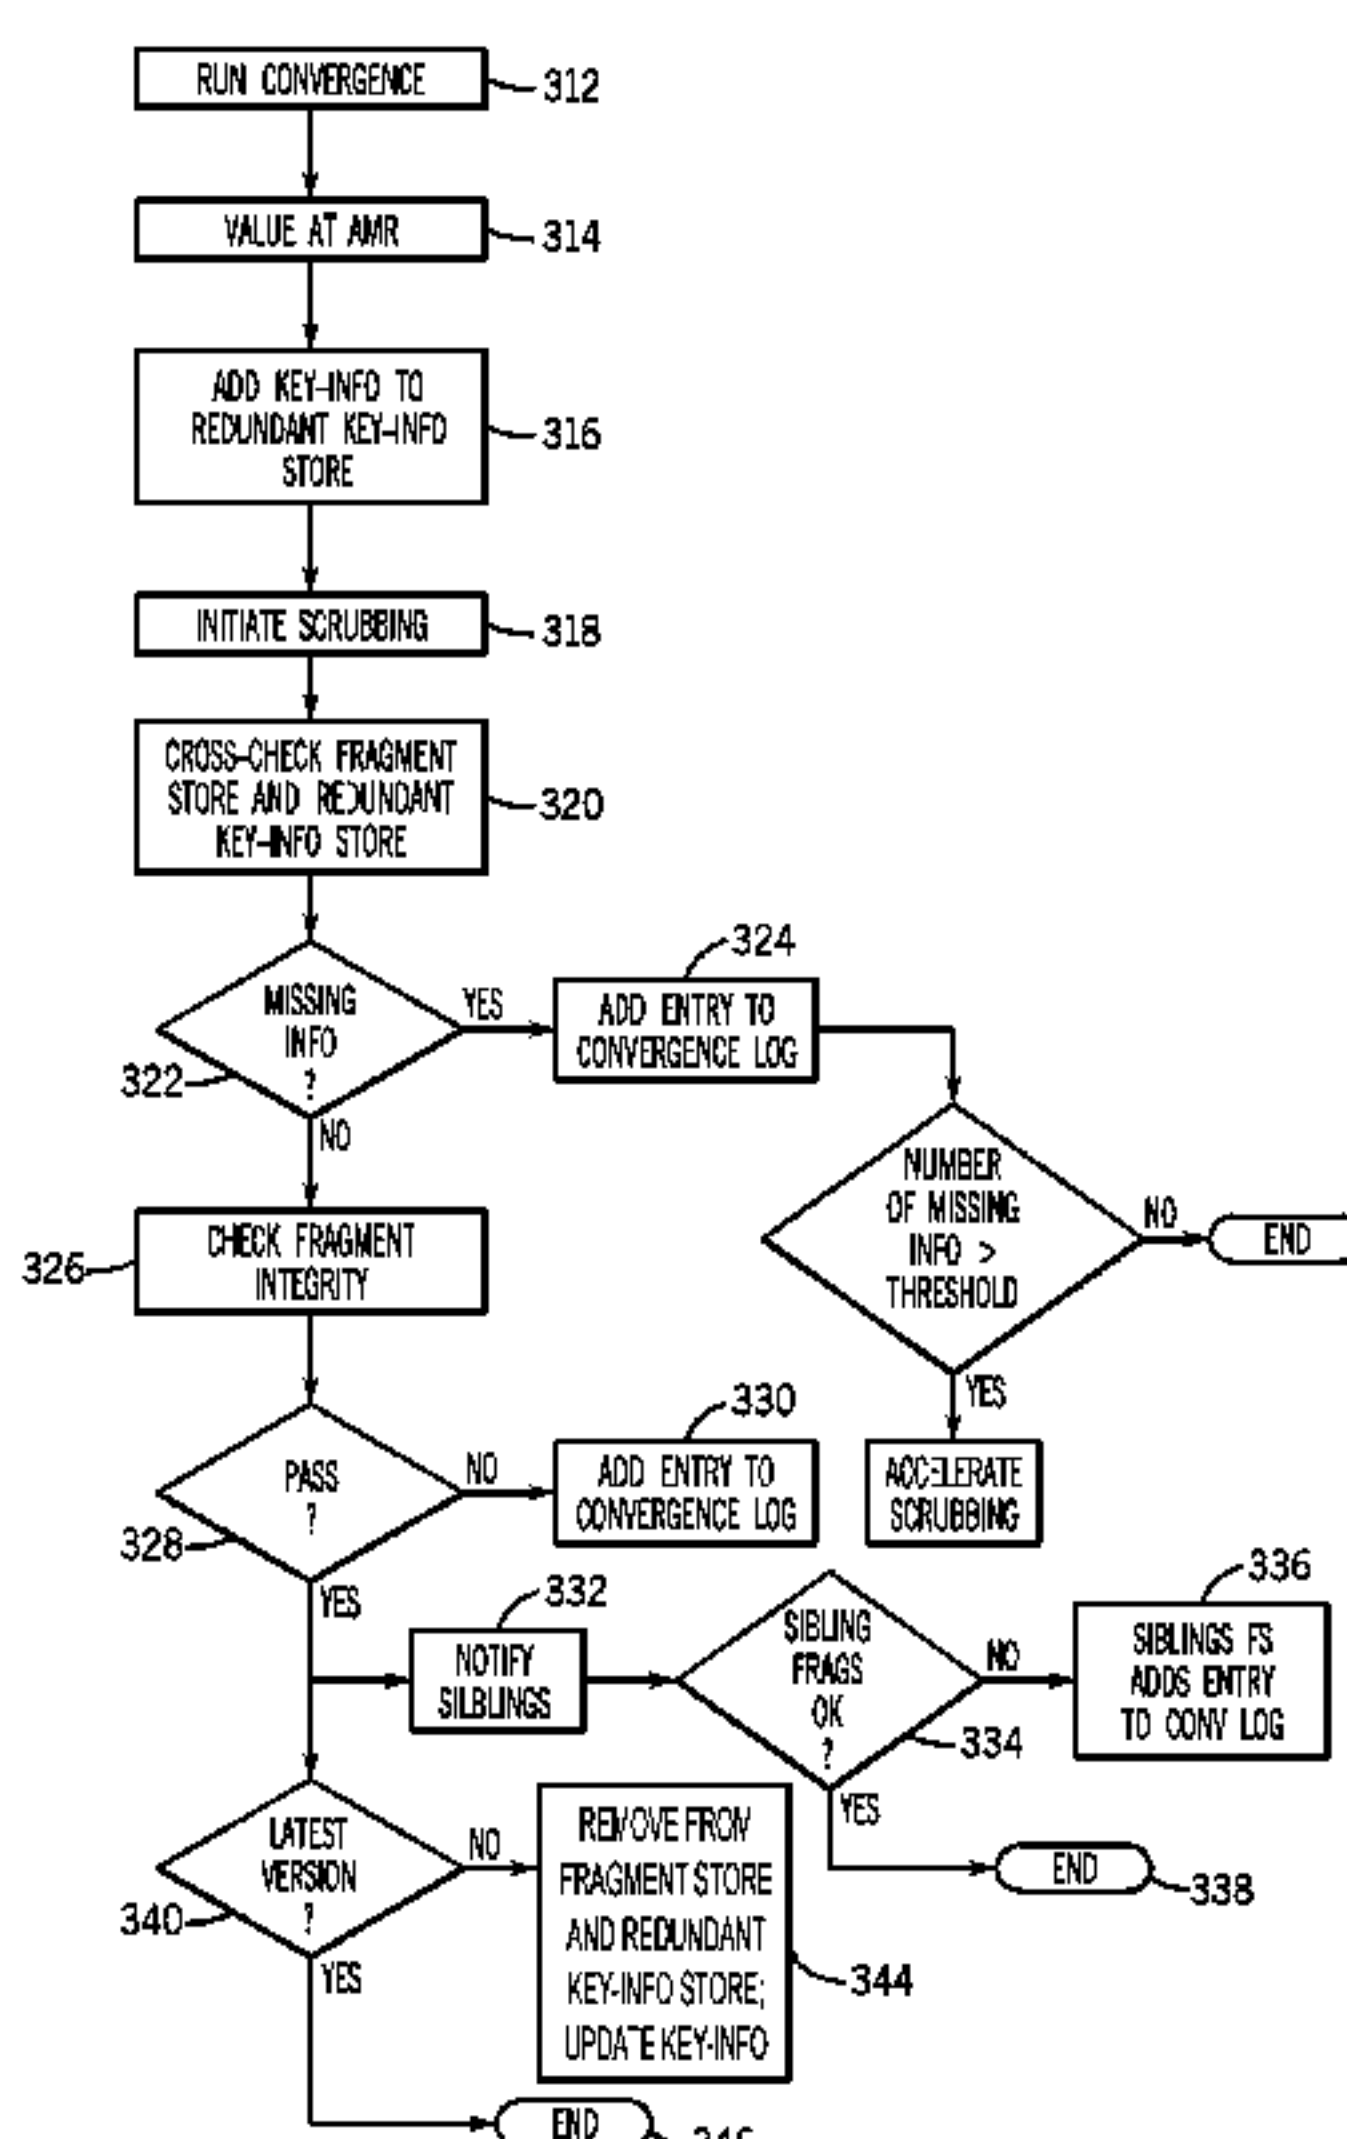 RUN CONVERGENCE
312
VALUE AT AMR
314
ADD KEY-INFO TO
REDUNDANT KEY-INFO
STORE
316
INITIATE SCRUBBING
318
CROSS-CHECK FRAGMENT
STORE AND REDUNDANT
KEY-INFO STORE
320
MISSING
INFO
?
322
YES
NO
324
ADD ENTRY TO
CONVERGENCE LOG
NUMBER
OF MISSING
INFO >
THRESHOLD
NO
END
YES
ACCELERATE
SCRUBBING
CHECK FRAGMENT
INTEGRITY
326
PASS
?
328
NO
YES
330
ADD ENTRY TO
CONVERGENCE LOG
332
NOTIFY
SILBLINGS
SIBLING
FRAGS
OK
?
334
NO
YES
336
SIBLINGS FS
ADDS ENTRY
TO CONV LOG
END
338
LATEST
VERSION
?
340
NO
YES
REMOVE FROM
FRAGMENT STORE
AND REDUNDANT
KEY-INFO STORE;
UPDATE KEY-INFO
344
END